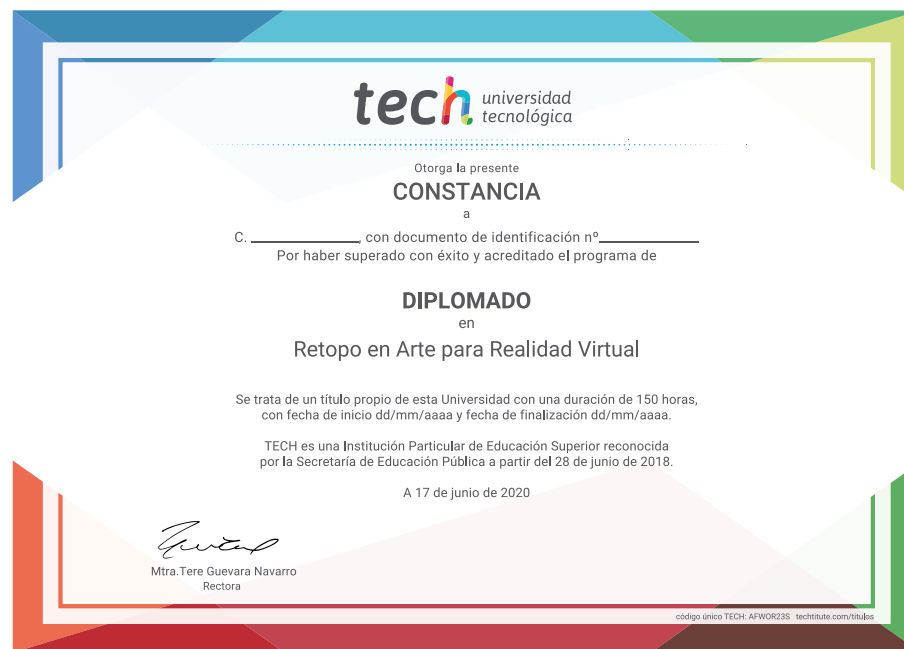 tech universidad
tecnológica
Otorga la presente
CONSTANCIA
a
C. ____________, con documento de identificación nº___________
Por haber superado con éxito y acreditado el programa de
DIPLOMADO
en
Retopo en Arte para Realidad Virtual
Se trata de un título propio de esta Universidad con una duración de 150 horas,
con fecha de inicio dd/mm/aaaa y fecha de finalización dd/mm/aaaa.
TECH es una Institución Particular de Educación Superior reconocida
por la Secretaría de Educación Pública a partir del 28 de junio de 2018.
A 17 de junio de 2020
Mtra.Tere Guevara Navarro
Rectora
código único TECH: AFWOR23S techtitute.com/titulos